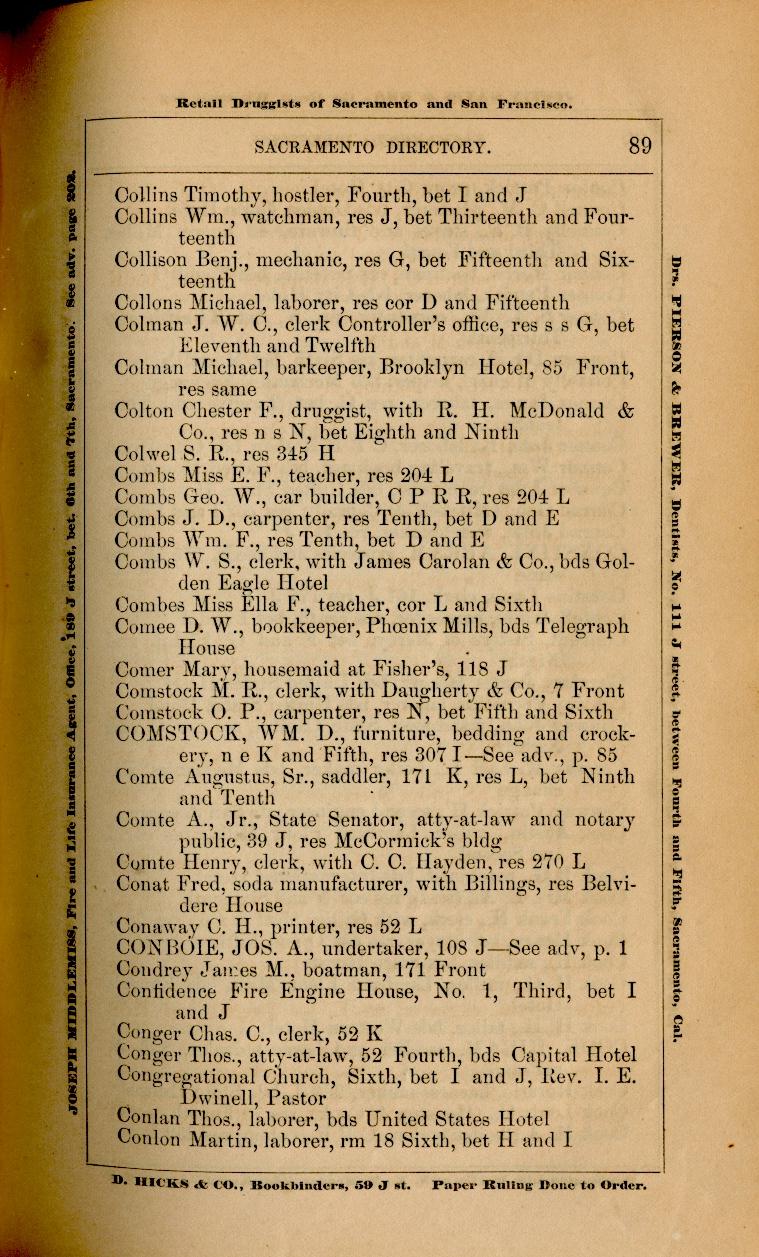 Retail Druggists of Sacramento and San Francisco.
SACRAMENTO DIRECTORY. 89
Collins Timothy, hostler, Fourth, bet I and J
Collins Wm., watchman, res J, bet Thirteenth and Four-
teenth
Collison Benj., mechanic, res G, bet Fifteenth and Six-
teenth
Collons Michael, laborer, res cor D and Fifteenth
Colman J. W. C., clerk Controller's office, res s s G, bet
Eleventh and Twelfth
Colman Michael, barkeeper, Brooklyn Hotel, 85 Front,
res same
Colton Chester F., druggist, with R. H. McDonald &
Co., res n s N, bet Eighth and Ninth
Colwel S. R., res 345 H
Combs Miss E. F., teacher, res 204 L
Combs Geo. W., car builder, C P R R, res 204 L
Combs J. D., carpenter, res Tenth, bet D and E
Combs Wm. F., res Tenth, bet D and E
Combs W. S., clerk, with James Carolan & Co., bds Gol-
den Eagle Hotel
Combes Miss Ella F., teacher, cor L and Sixth
Comee D. W., bookkeeper, Phœnix Mills, bds Telegraph
House
Comer Mary, housemaid at Fisher's, 118 J
Comstock M. R., clerk, with Daugherty & Co., 7 Front
Comstock O. P., carpenter, res N, bet Fifth and Sixth
COMSTOCK, WM. D., furniture, bedding and crock-
ery, n e K and Fifth, res 307 I—See adv., p. 85
Comte Augustus, Sr., saddler, 171 K, res L, bet Ninth
and Tenth
Comte A., Jr., State Senator, atty-at-law and notary
public, 39 J, res McCormick's bldg
Comte Henry, clerk, with C. C. Hayden, res 270 L
Conat Fred, soda manufacturer, with Billings, res Belvi-
dere House
Conaway C. H., printer, res 52 L
CONBOIE, JOS. A., undertaker, 108 J—See adv, p. 1
Condrey James M., boatman, 171 Front
Confidence Fire Engine House, No. 1, Third, bet I
and J
Conger Chas. C., clerk, 52 K
Conger Thos., atty-at-law, 52 Fourth, bds Capital Hotel
Congregational Church, Sixth, bet I and J, Rev. I. E.
Dwinell, Pastor
Conlan Thos., laborer, bds United States Hotel
Conlon Martin, laborer, rm 18 Sixth, bet H and I
D. HICKS & CO., Bookbinders, 59 J st. Paper Ruling Done to Order.
JOSEPH MIDDLEMISS, Fire and Life Insurance Agent, Office, 189 J street, bet. 6th and 7th, Sacramento. See adv. page 202.
Drs. PIERSON & BREWER, Dentists, No. 111 J street, between Fourth and Fifth, Sacramento, Cal.